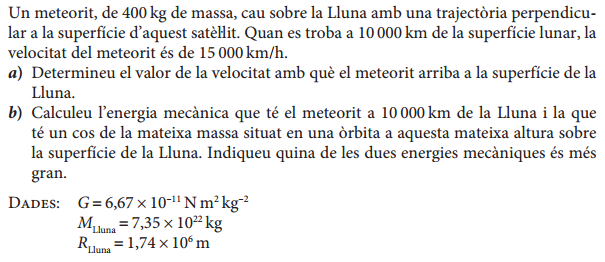 Un meteorit, de 400 kg de massa, cau sobre la Lluna amb una trajectòria perpendicu-
lar a la superfície d'aquest satèl·lit. Quan es troba a 10 000 km de la superfície lunar, la
velocitat del meteorit és de 15 000 km/h.
a) Determineu el valor de la velocitat amb què el meteorit arriba a la superfície de la
Lluna.
b) Calculeu l'energia mecànica que té el meteorit a 10 000 km de la Lluna i la que
té un cos de la mateixa massa situat en una òrbita a aquesta mateixa altura sobre
la superfície de la Lluna. Indiqueu quina de les dues energies mecàniques és més
gran.
DADES: G = 6,67 × 10⁻¹¹ N m² kg⁻²
M_Lluna = 7,35 × 10²² kg
R_Lluna = 1,74 × 10⁶ m